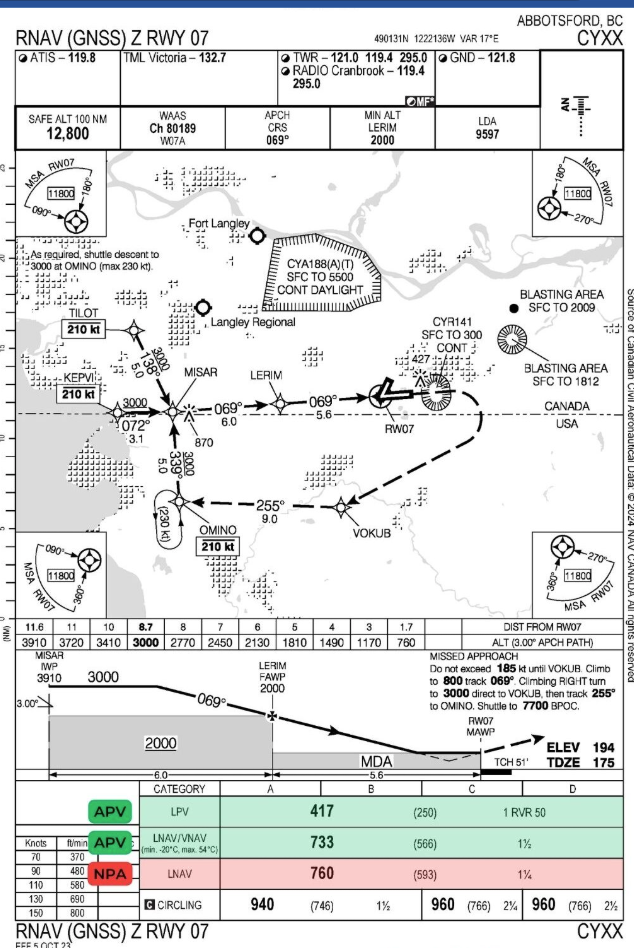 ABBOTSFORD, BC
RNAV (GNSS) Z RWY 07
490131N 1222136W VAR 17°E
CYXX
ATIS – 119.8
TML Victoria – 132.7
TWR – 121.0 119.4 295.0
RADIO Cranbrook – 119.4
295.0
MF
GND – 121.8
AN
SAFE ALT 100 NM
12,800
WAAS
Ch 80189
W07A
APCH
CRS
069°
MIN ALT
LERIM
2000
LDA
9597
MSA RW07
11800
180°
090°
MSA RW07
11800
180°
270°
As required, shuttle descent to
3000 at OMINO (max 230 kt).
Fort Langley
CYA188(A)(T)
SFC TO 5500
CONT DAYLIGHT
Langley Regional
BLASTING AREA
SFC TO 2009
CYR141
SFC TO 300
CONT
427
BLASTING AREA
SFC TO 1812
TILOT
210 kt
3000
138°
5.0
KEPVI
210 kt
3000
072°
3.1
MISAR
870
069°
6.0
LERIM
069°
5.6
RW07
CANADA
USA
3000
339°
5.0
(230 kt)
OMINO
210 kt
255°
9.0
VOKUB
090°
11800
360°
MSA RW07
270°
11800
360°
MSA RW07
25
20
15
10
5
0
(NM)
Source of Canadian Civil Aeronautical Data: © 2024 NAV CANADA All rights reserved
11.6 11 10 8.7 8 7 6 5 4 3 1.7 DIST FROM RW07
3910 3720 3410 3000 2770 2450 2130 1810 1490 1170 760 ALT (3.00° APCH PATH)
MISAR
IWP
3910
3000
3.00°
069°
LERIM
FAWP
2000
2000
MDA
6.0
5.6
MISSED APPROACH
Do not exceed 185 kt until VOKUB. Climb
to 800 track 069°. Climbing RIGHT turn
to 3000 direct to VOKUB, then track 255°
to OMINO. Shuttle to 7700 BPOC.
RW07
MAWP
TCH 51'
ELEV 194
TDZE 175
CATEGORY A B C D
APV LPV 417 (250) 1 RVR 50
APV LNAV/VNAV 733 (566) 1½
(min. -20°C, max. 54°C)
NPA LNAV 760 (593) 1¼
C CIRCLING 940 (746) 1½ 960 (766) 2¼ 960 (766) 2½
Knots ft/min
70 370
90 480
110 580
130 690
150 800
RNAV (GNSS) Z RWY 07
CYXX
EFF 5 OCT 23